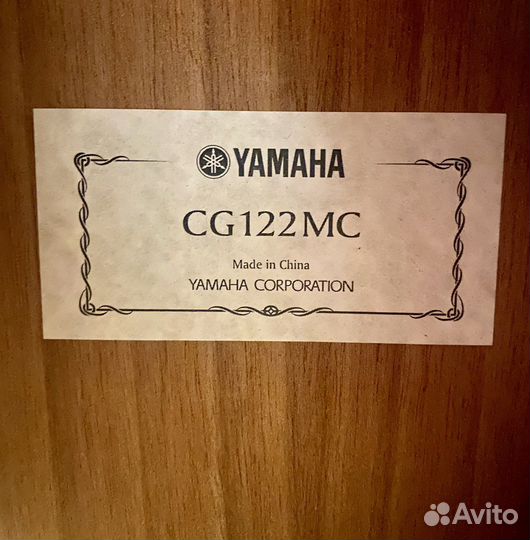 YAMAHA
CG122MC
Made in China
YAMAHA CORPORATION
Avito